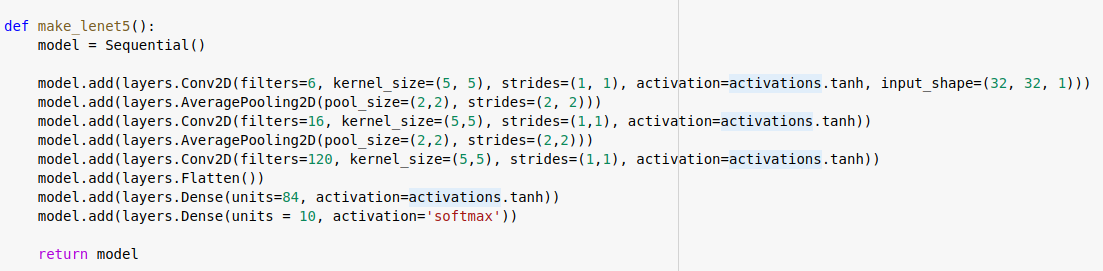 def make_lenet5():
    model = Sequential()
    model.add(layers.Conv2D(filters=6, kernel_size=(5, 5), strides=(1, 1), activation=activations.tanh, input_shape=(32, 32, 1)))
    model.add(layers.AveragePooling2D(pool_size=(2,2), strides=(2, 2)))
    model.add(layers.Conv2D(filters=16, kernel_size=(5,5), strides=(1,1), activation=activations.tanh))
    model.add(layers.AveragePooling2D(pool_size=(2,2), strides=(2,2)))
    model.add(layers.Conv2D(filters=120, kernel_size=(5,5), strides=(1,1), activation=activations.tanh))
    model.add(layers.Flatten())
    model.add(layers.Dense(units=84, activation=activations.tanh))
    model.add(layers.Dense(units = 10, activation='softmax'))
    return model